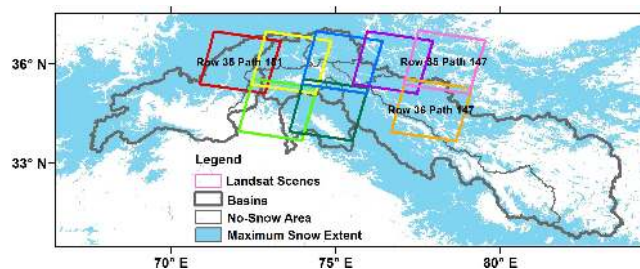 36° N
Row 35 Path 151
Row 35 Path 147
Row 36 Path 147
33° N
Legend
Landsat Scenes
Basins
No-Snow Area
Maximum Snow Extent
70° E
75° E
80° E